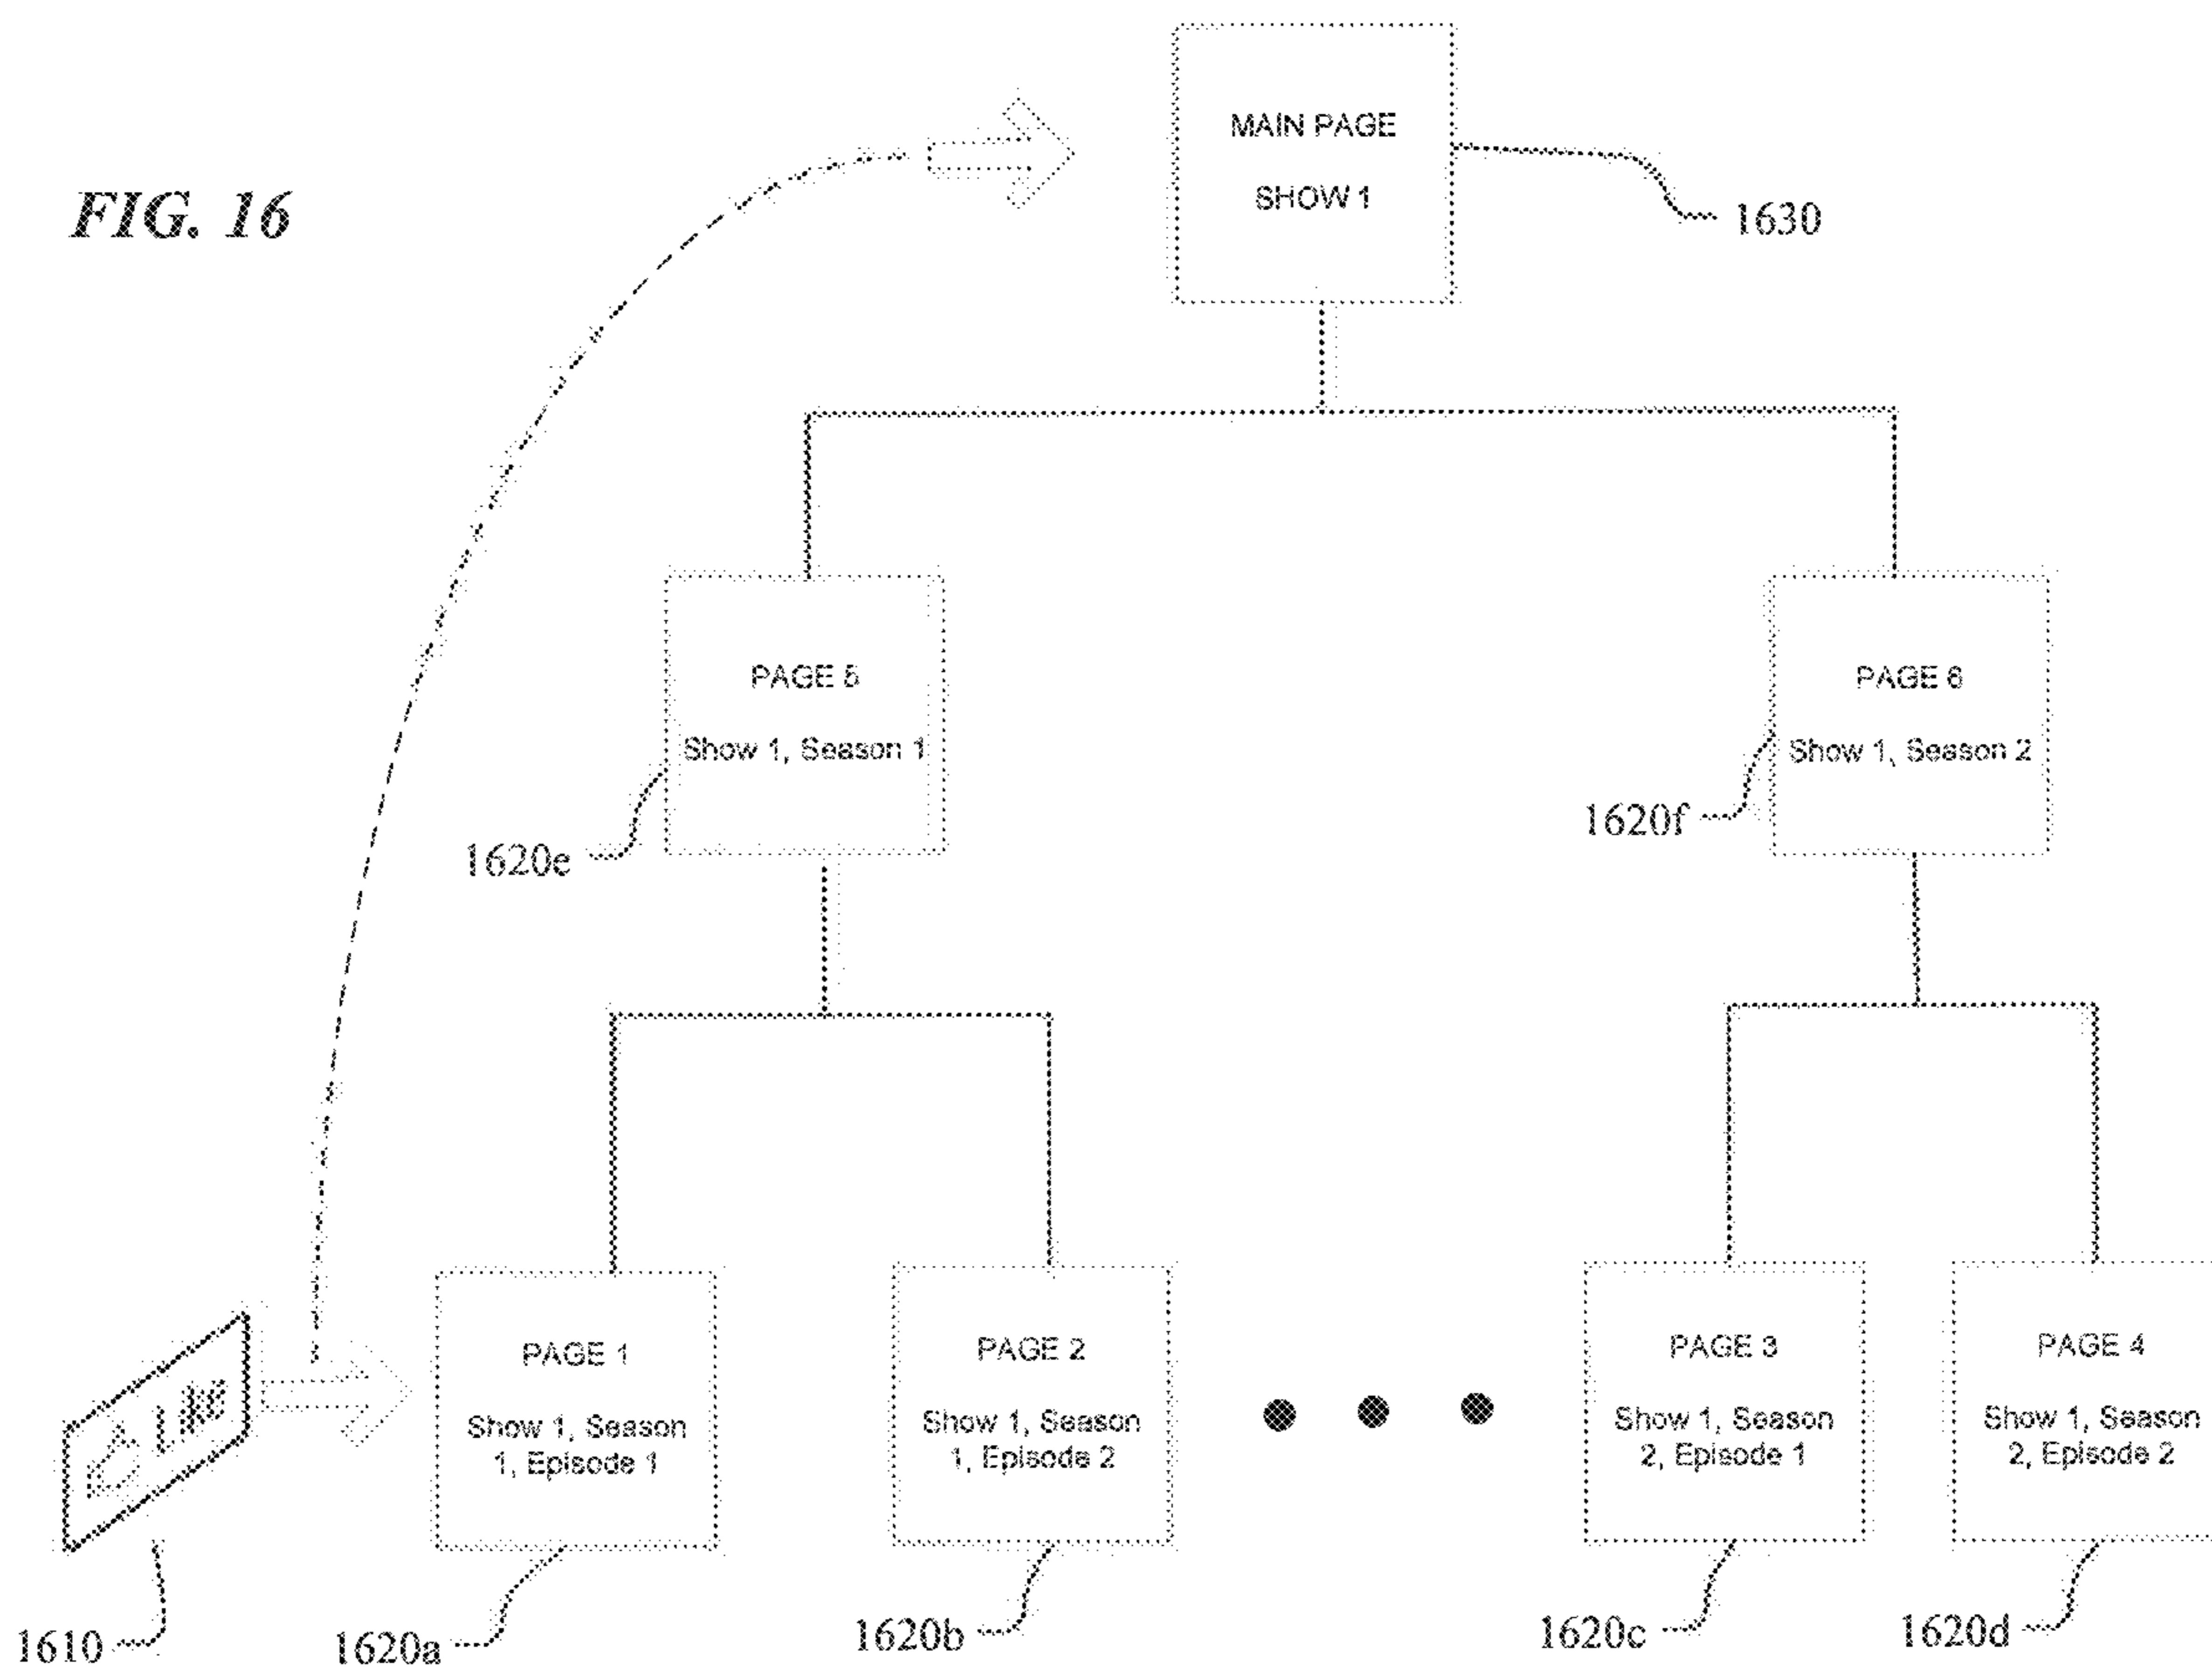 FIG. 16
MAIN PAGE
SHOW 1
1630
PAGE 5
Show 1, Season 1
1620e
PAGE 6
Show 1, Season 2
1620f
Like
1610
PAGE 1
Show 1, Season
1, Episode 1
1620a
PAGE 2
Show 1, Season
1, Episode 2
1620b
PAGE 3
Show 1, Season
2, Episode 1
1620c
PAGE 4
Show 1, Season
2, Episode 2
1620d